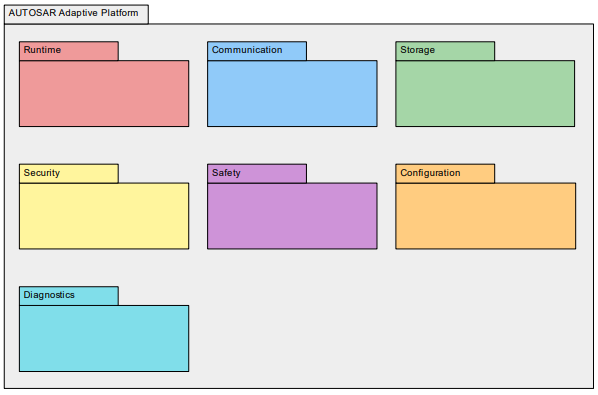 AUTOSAR Adaptive Platform
Runtime
Communication
Storage
Security
Safety
Configuration
Diagnostics